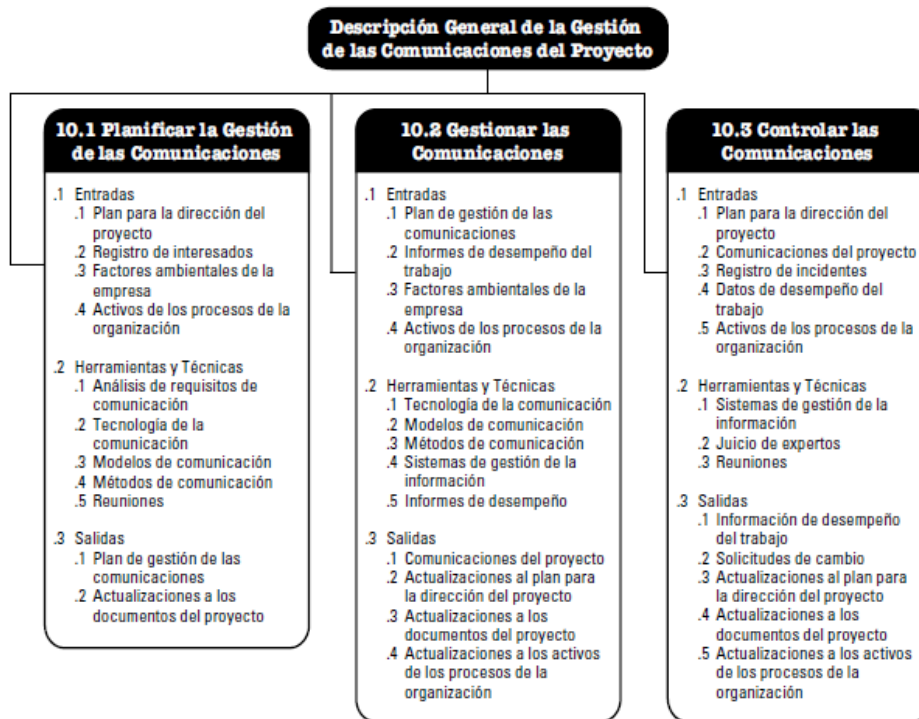 Descripción General de la Gestión
de las Comunicaciones del Proyecto
10.1 Planificar la Gestión
de las Comunicaciones
.1 Entradas
.1 Plan para la dirección del
proyecto
.2 Registro de interesados
.3 Factores ambientales de la
empresa
.4 Activos de los procesos de la
organización
.2 Herramientas y Técnicas
.1 Análisis de requisitos de
comunicación
.2 Tecnología de la
comunicación
.3 Modelos de comunicación
.4 Métodos de comunicación
.5 Reuniones
.3 Salidas
.1 Plan de gestión de las
comunicaciones
.2 Actualizaciones a los
documentos del proyecto
10.2 Gestionar las
Comunicaciones
.1 Entradas
.1 Plan de gestión de las
comunicaciones
.2 Informes de desempeño del
trabajo
.3 Factores ambientales de la
empresa
.4 Activos de los procesos de la
organización
.2 Herramientas y Técnicas
.1 Tecnología de la comunicación
.2 Modelos de comunicación
.3 Métodos de comunicación
.4 Sistemas de gestión de la
información
.5 Informes de desempeño
.3 Salidas
.1 Comunicaciones del proyecto
.2 Actualizaciones al plan para
la dirección del proyecto
.3 Actualizaciones a los
documentos del proyecto
.4 Actualizaciones a los activos
de los procesos de la
organización
10.3 Controlar las
Comunicaciones
.1 Entradas
.1 Plan para la dirección del
proyecto
.2 Comunicaciones del proyecto
.3 Registro de incidentes
.4 Datos de desempeño del
trabajo
.5 Activos de los procesos de la
organización
.2 Herramientas y Técnicas
.1 Sistemas de gestión de la
información
.2 Juicio de expertos
.3 Reuniones
.3 Salidas
.1 Información de desempeño
del trabajo
.2 Solicitudes de cambio
.3 Actualizaciones al plan para
la dirección del proyecto
.4 Actualizaciones a los
documentos del proyecto
.5 Actualizaciones a los activos
de los procesos de la
organización